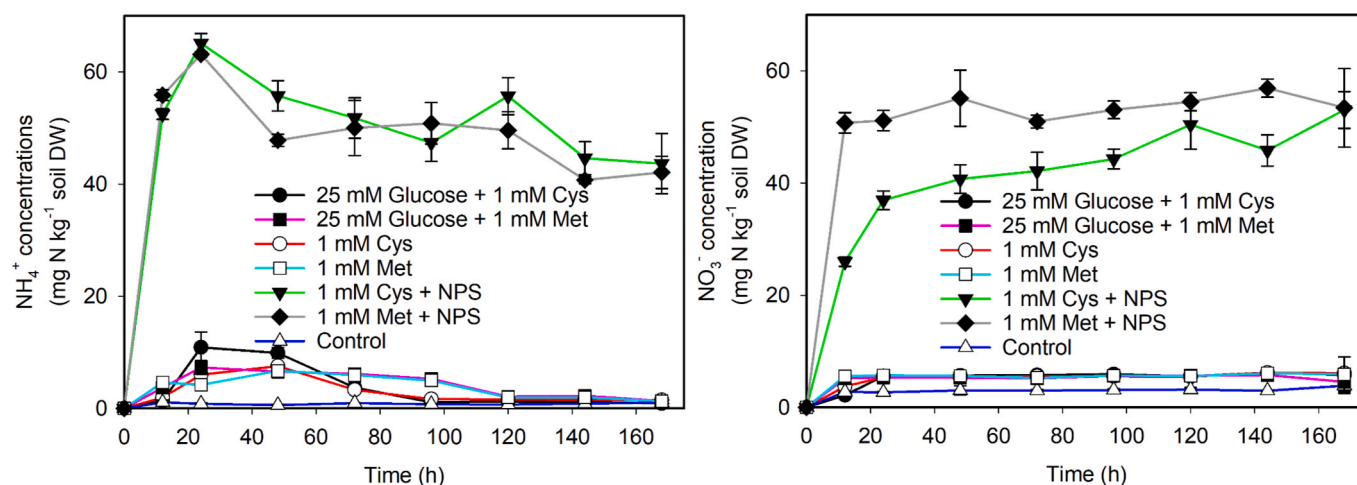 NH₄⁺ concentrations
(mg N kg⁻¹ soil DW)
60
40
20
0
25 mM Glucose + 1 mM Cys
25 mM Glucose + 1 mM Met
1 mM Cys
1 mM Met
1 mM Cys + NPS
1 mM Met + NPS
Control
0 20 40 60 80 100 120 140 160
Time (h)
NO₃⁻ concentration
(mg N kg⁻¹ soil DW)
60
40
20
0
25 mM Glucose + 1 mM Cys
25 mM Glucose + 1 mM Met
1 mM Cys
1 mM Met
1 mM Cys + NPS
1 mM Met + NPS
Control
0 20 40 60 80 100 120 140 160
Time (h)